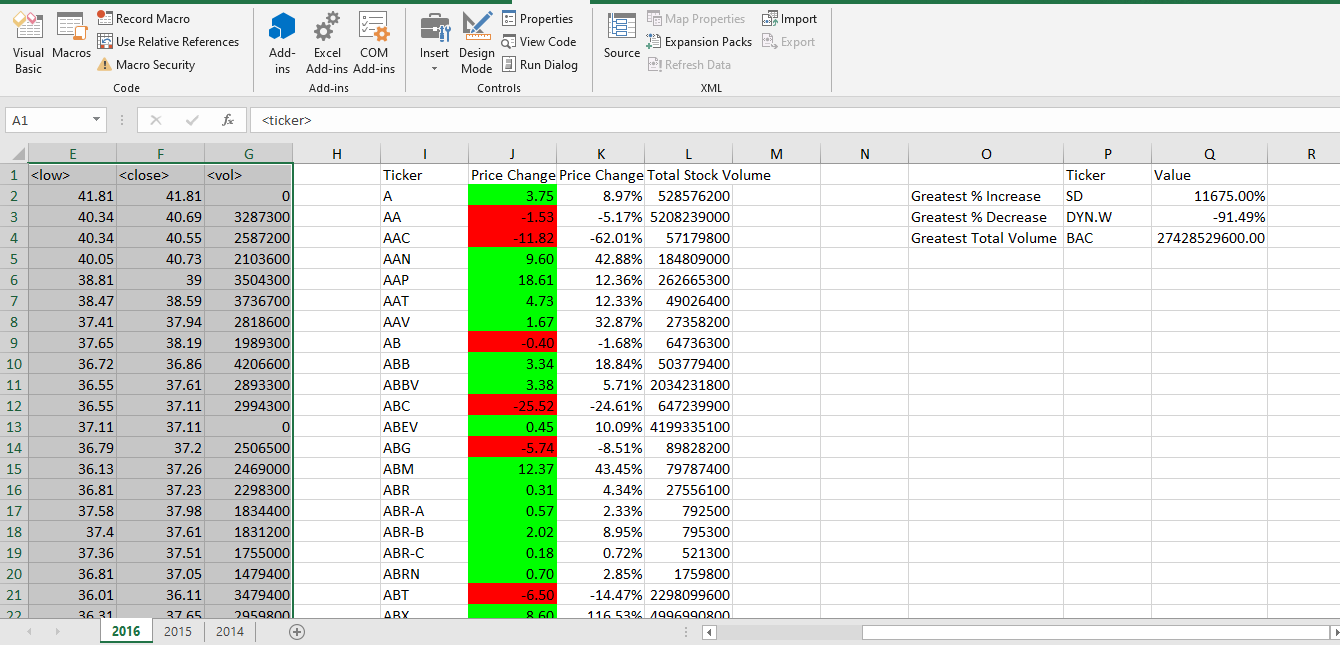 Visual Basic
Macros
Record Macro
Use Relative References
Macro Security
Code
Add-ins
Excel Add-ins
COM Add-ins
Add-ins
Insert
Design Mode
Properties
View Code
Run Dialog
Controls
Source
Map Properties
Expansion Packs
Refresh Data
Import
Export
XML
A1 fx <ticker>
E F G H I J K L M N O P Q R
1 <low> <close> <vol> Ticker Price Change Price Change Total Stock Volume Ticker Value
2 41.81 41.81 0 A 3.75 8.97% 528576200 Greatest % Increase SD 11675.00%
3 40.34 40.69 3287300 AA -1.53 -5.17% 5208239000 Greatest % Decrease DYN.W -91.49%
4 40.34 40.55 2587200 AAC -11.82 -62.01% 57179800 Greatest Total Volume BAC 27428529600.00
5 40.05 40.73 2103600 AAN 9.60 42.88% 184809000
6 38.81 39 3504300 AAP 18.61 12.36% 262665300
7 38.47 38.59 3736700 AAT 4.73 12.33% 49026400
8 37.41 37.94 2818600 AAV 1.67 32.87% 27358200
9 37.65 38.19 1989300 AB -0.40 -1.68% 64736300
10 36.72 36.86 4206600 ABB 3.34 18.84% 503779400
11 36.55 37.61 2893300 ABBV 3.38 5.71% 2034231800
12 36.55 37.11 2994300 ABC -25.52 -24.61% 647239900
13 37.11 37.11 0 ABEV 0.45 10.09% 4199335100
14 36.79 37.2 2506500 ABG -5.74 -8.51% 89828200
15 36.13 37.26 2469000 ABM 12.37 43.45% 79787400
16 36.81 37.23 2298300 ABR 0.31 4.34% 27556100
17 37.58 37.98 1834400 ABR-A 0.57 2.33% 792500
18 37.4 37.61 1831200 ABR-B 2.02 8.95% 795300
19 37.36 37.51 1755000 ABR-C 0.18 0.72% 521300
20 36.81 37.05 1479400 ABRN 0.70 2.85% 1759800
21 36.01 36.11 3479400 ABT -6.50 -14.47% 2298099600
22 36.31 37.65 2959800 ABX 8.60 116.53% 4996990800
2016 2015 2014